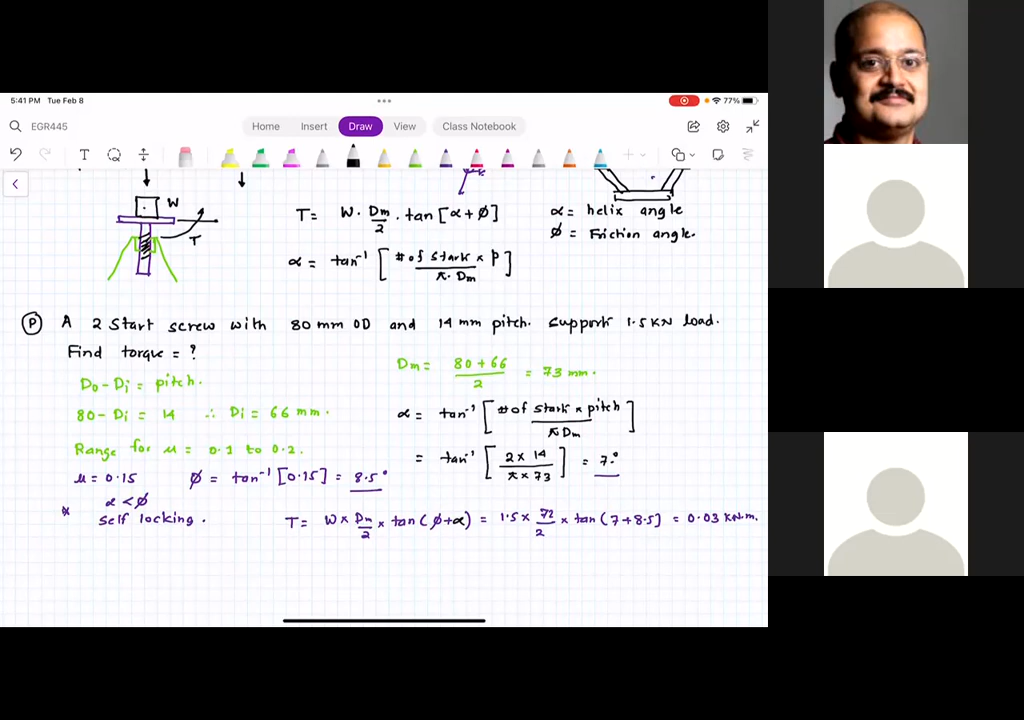 5:41 PM Tue Feb 8
77%
EGR445
Home Insert Draw View Class Notebook
W
T
T = W · Dm/2 · tan [α + ϕ]
α = tan⁻¹ [ # of Start × P / π · Dm ]
α = helix angle
ϕ = Friction angle.
P A 2 Start screw with 80 mm OD and 14 mm pitch. Support 1.5 KN load.
Find torque = ?
Do - Di = pitch.
80 - Di = 14 ∴ Di = 66 mm.
Range for μ = 0.1 to 0.2.
μ = 0.15 ϕ = tan⁻¹ [0.15] = 8.5°
α < ϕ
* Self locking.
Dm = 80 + 66 / 2 = 73 mm.
α = tan⁻¹ [ # of Start × pitch / π Dm ]
= tan⁻¹ [ 2 × 14 / π × 73 ] = 7.°
T = W × Dm/2 × tan (ϕ + α) = 1.5 × 72/2 × tan (7 + 8.5) = 0.03 KN.m.